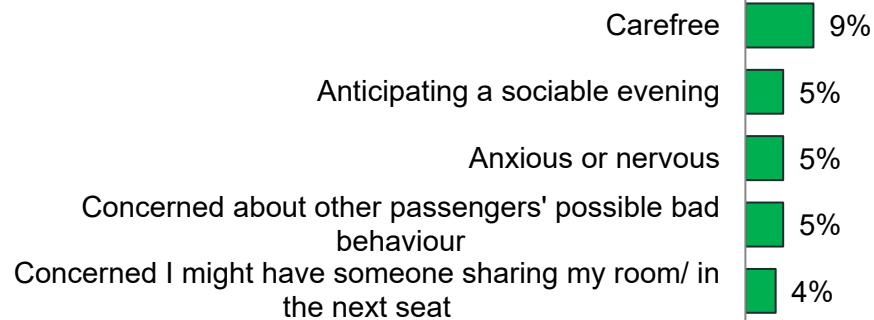 Carefree 9%
Anticipating a sociable evening 5%
Anxious or nervous 5%
Concerned about other passengers' possible bad
behaviour 5%
Concerned I might have someone sharing my room/ in
the next seat 4%